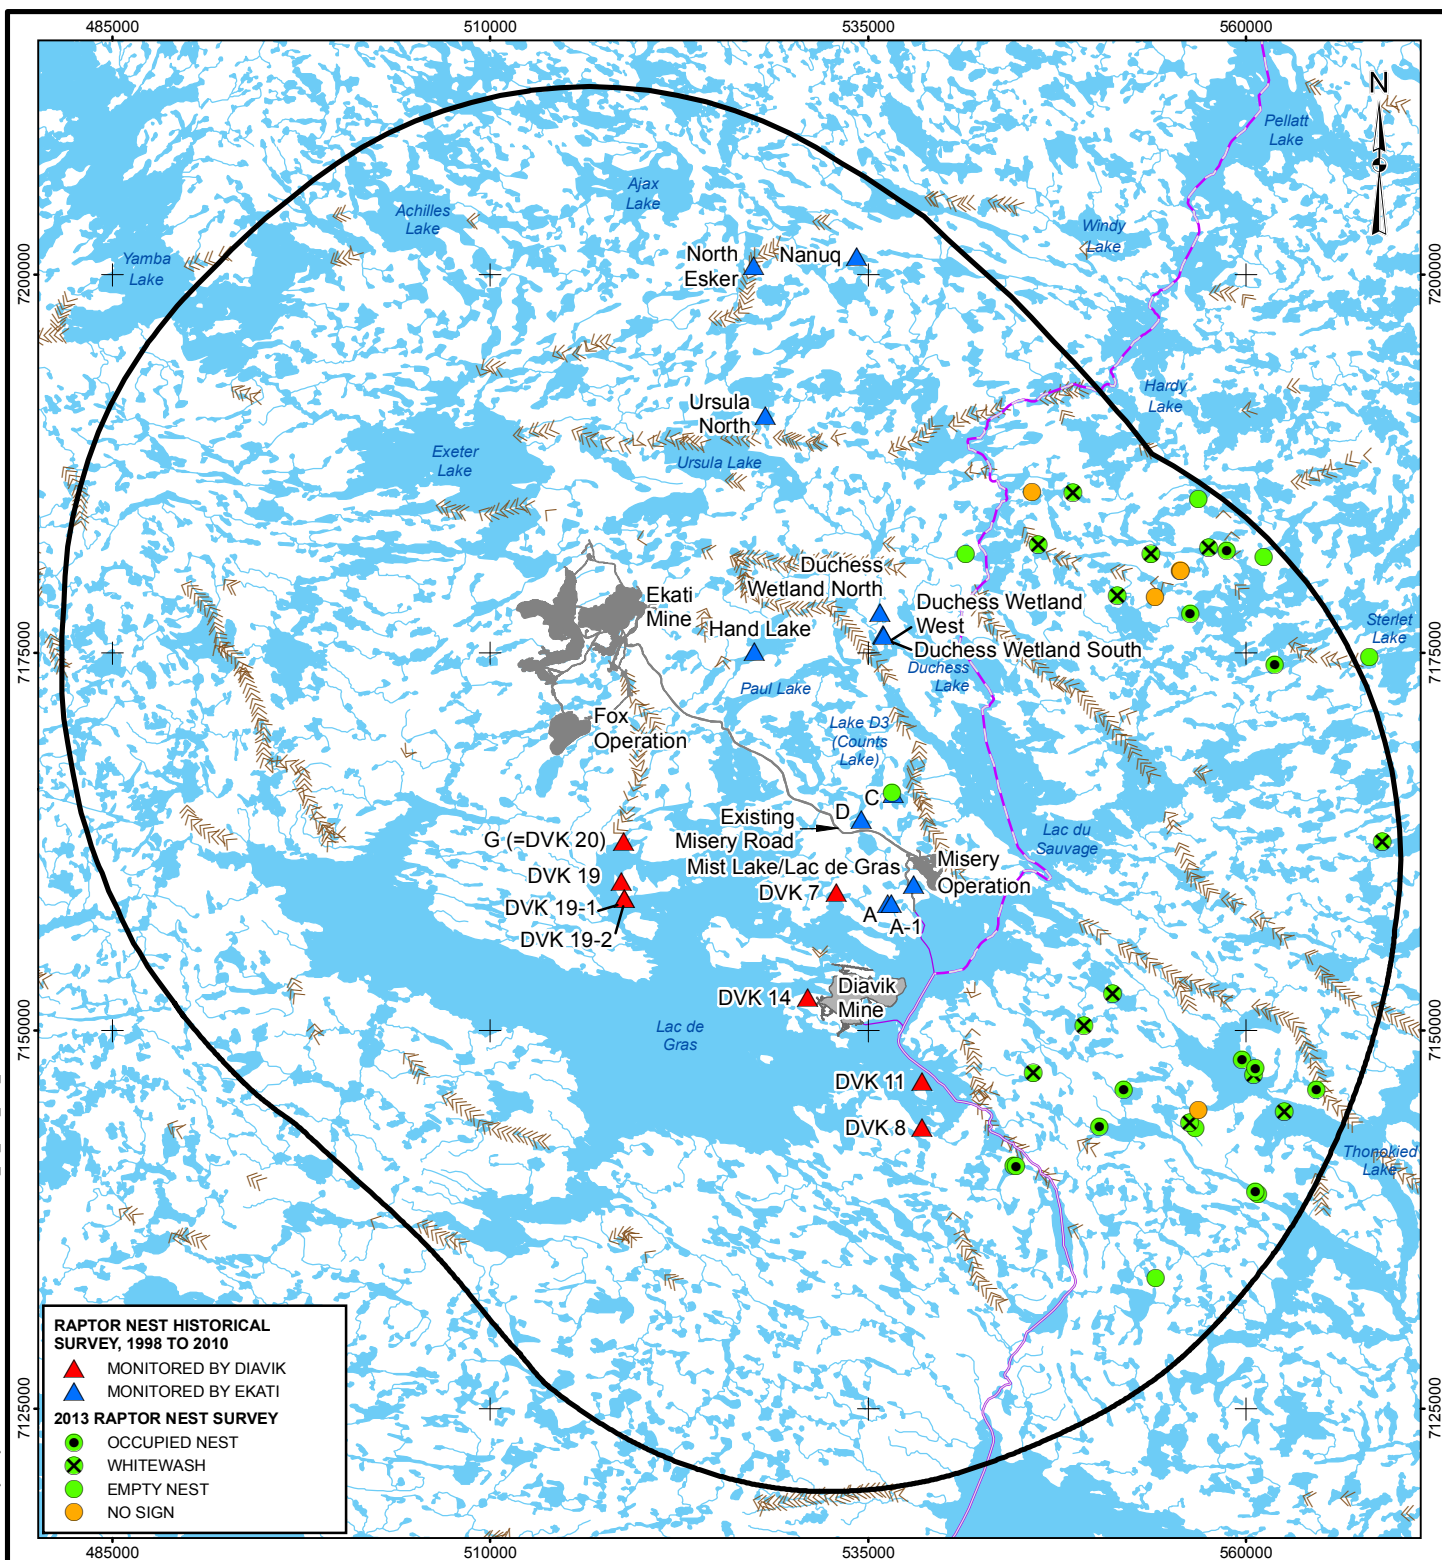 485000
510000
535000
560000
N
Pellatt
Lake
Ajax
Lake
Achilles
Lake
Windy
Lake
Yamba
Lake
North
Esker
Nanuq
7200000
7200000
Hardy
Lake
Ursula
North
Exeter
Lake
Ursula Lake
Duchess
Wetland North
Ekati
Mine
Duchess Wetland
West
Hand Lake
Duchess Wetland South
Sterlet
Lake
7175000
7175000
Duchess
Lake
Paul Lake
Fox
Operation
Lake D3
(Counts
Lake)
C
D
Existing
Misery Road
G (=DVK 20)
Lac du
Sauvage
Mist Lake/Lac de Gras
Misery
Operation
DVK 19
DVK 7
DVK 19-1
A
A-1
DVK 19-2
DVK 14
Diavik
Mine
Lac de
Gras
7150000
7150000
DVK 11
DVK 8
Thonokied
Lake
RAPTOR NEST HISTORICAL
SURVEY, 1998 TO 2010
MONITORED BY DIAVIK
MONITORED BY EKATI
2013 RAPTOR NEST SURVEY
OCCUPIED NEST
WHITEWASH
EMPTY NEST
NO SIGN
7125000
7125000
485000
510000
535000
560000